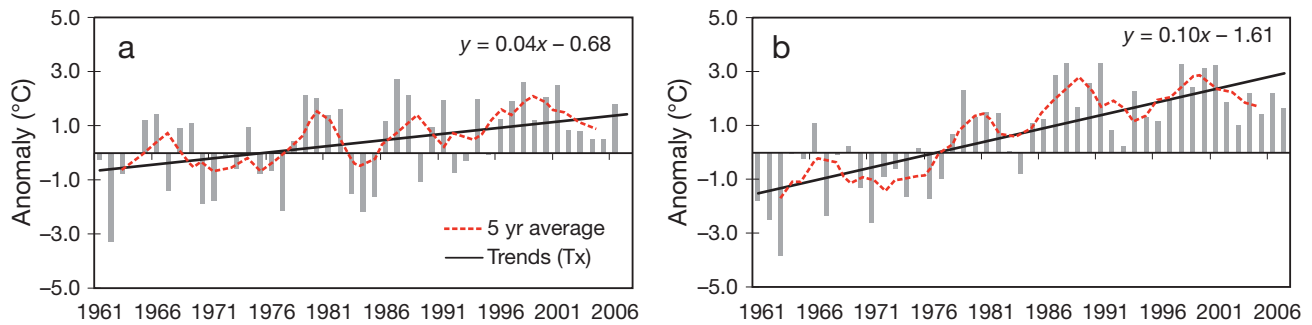 a
y = 0.04x – 0.68
Anomaly (°C)
5.0
3.0
1.0
–1.0
–3.0
–5.0
5 yr average
Trends (Tx)
1961 1966 1971 1976 1981 1986 1991 1996 2001 2006
b
y = 0.10x – 1.61
Anomaly (°C)
5.0
3.0
1.0
–1.0
–3.0
–5.0
1961 1966 1971 1976 1981 1986 1991 1996 2001 2006